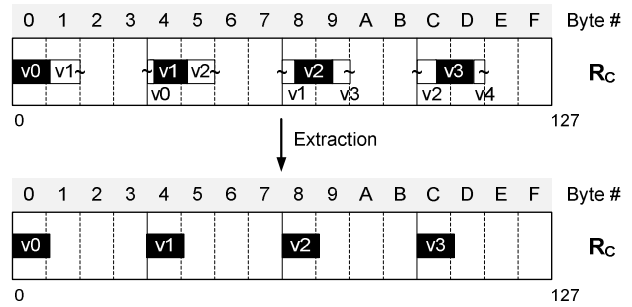 0 1 2 3 4 5 6 7 8 9 A B C D E F Byte #
v0 v1~ ~ v1 v2~ ~ v2 ~ ~ v3 ~ R_C
v0 v1 v3 v2 v4
0 127
Extraction
0 1 2 3 4 5 6 7 8 9 A B C D E F Byte #
v0 v1 v2 v3 R_C
0 127